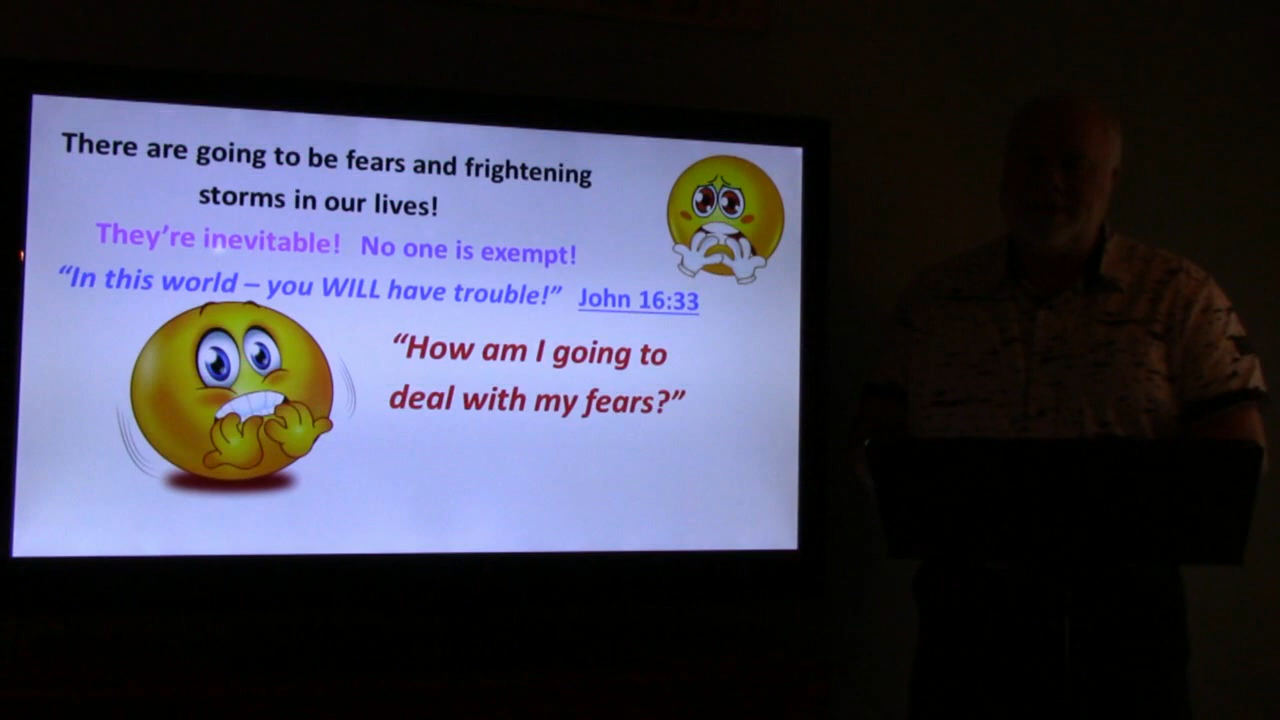 There are going to be fears and frightening
storms in our lives!
They’re inevitable!   No one is exempt!
“In this world – you WILL have trouble!”   John 16:33
“How am I going to
deal with my fears?”